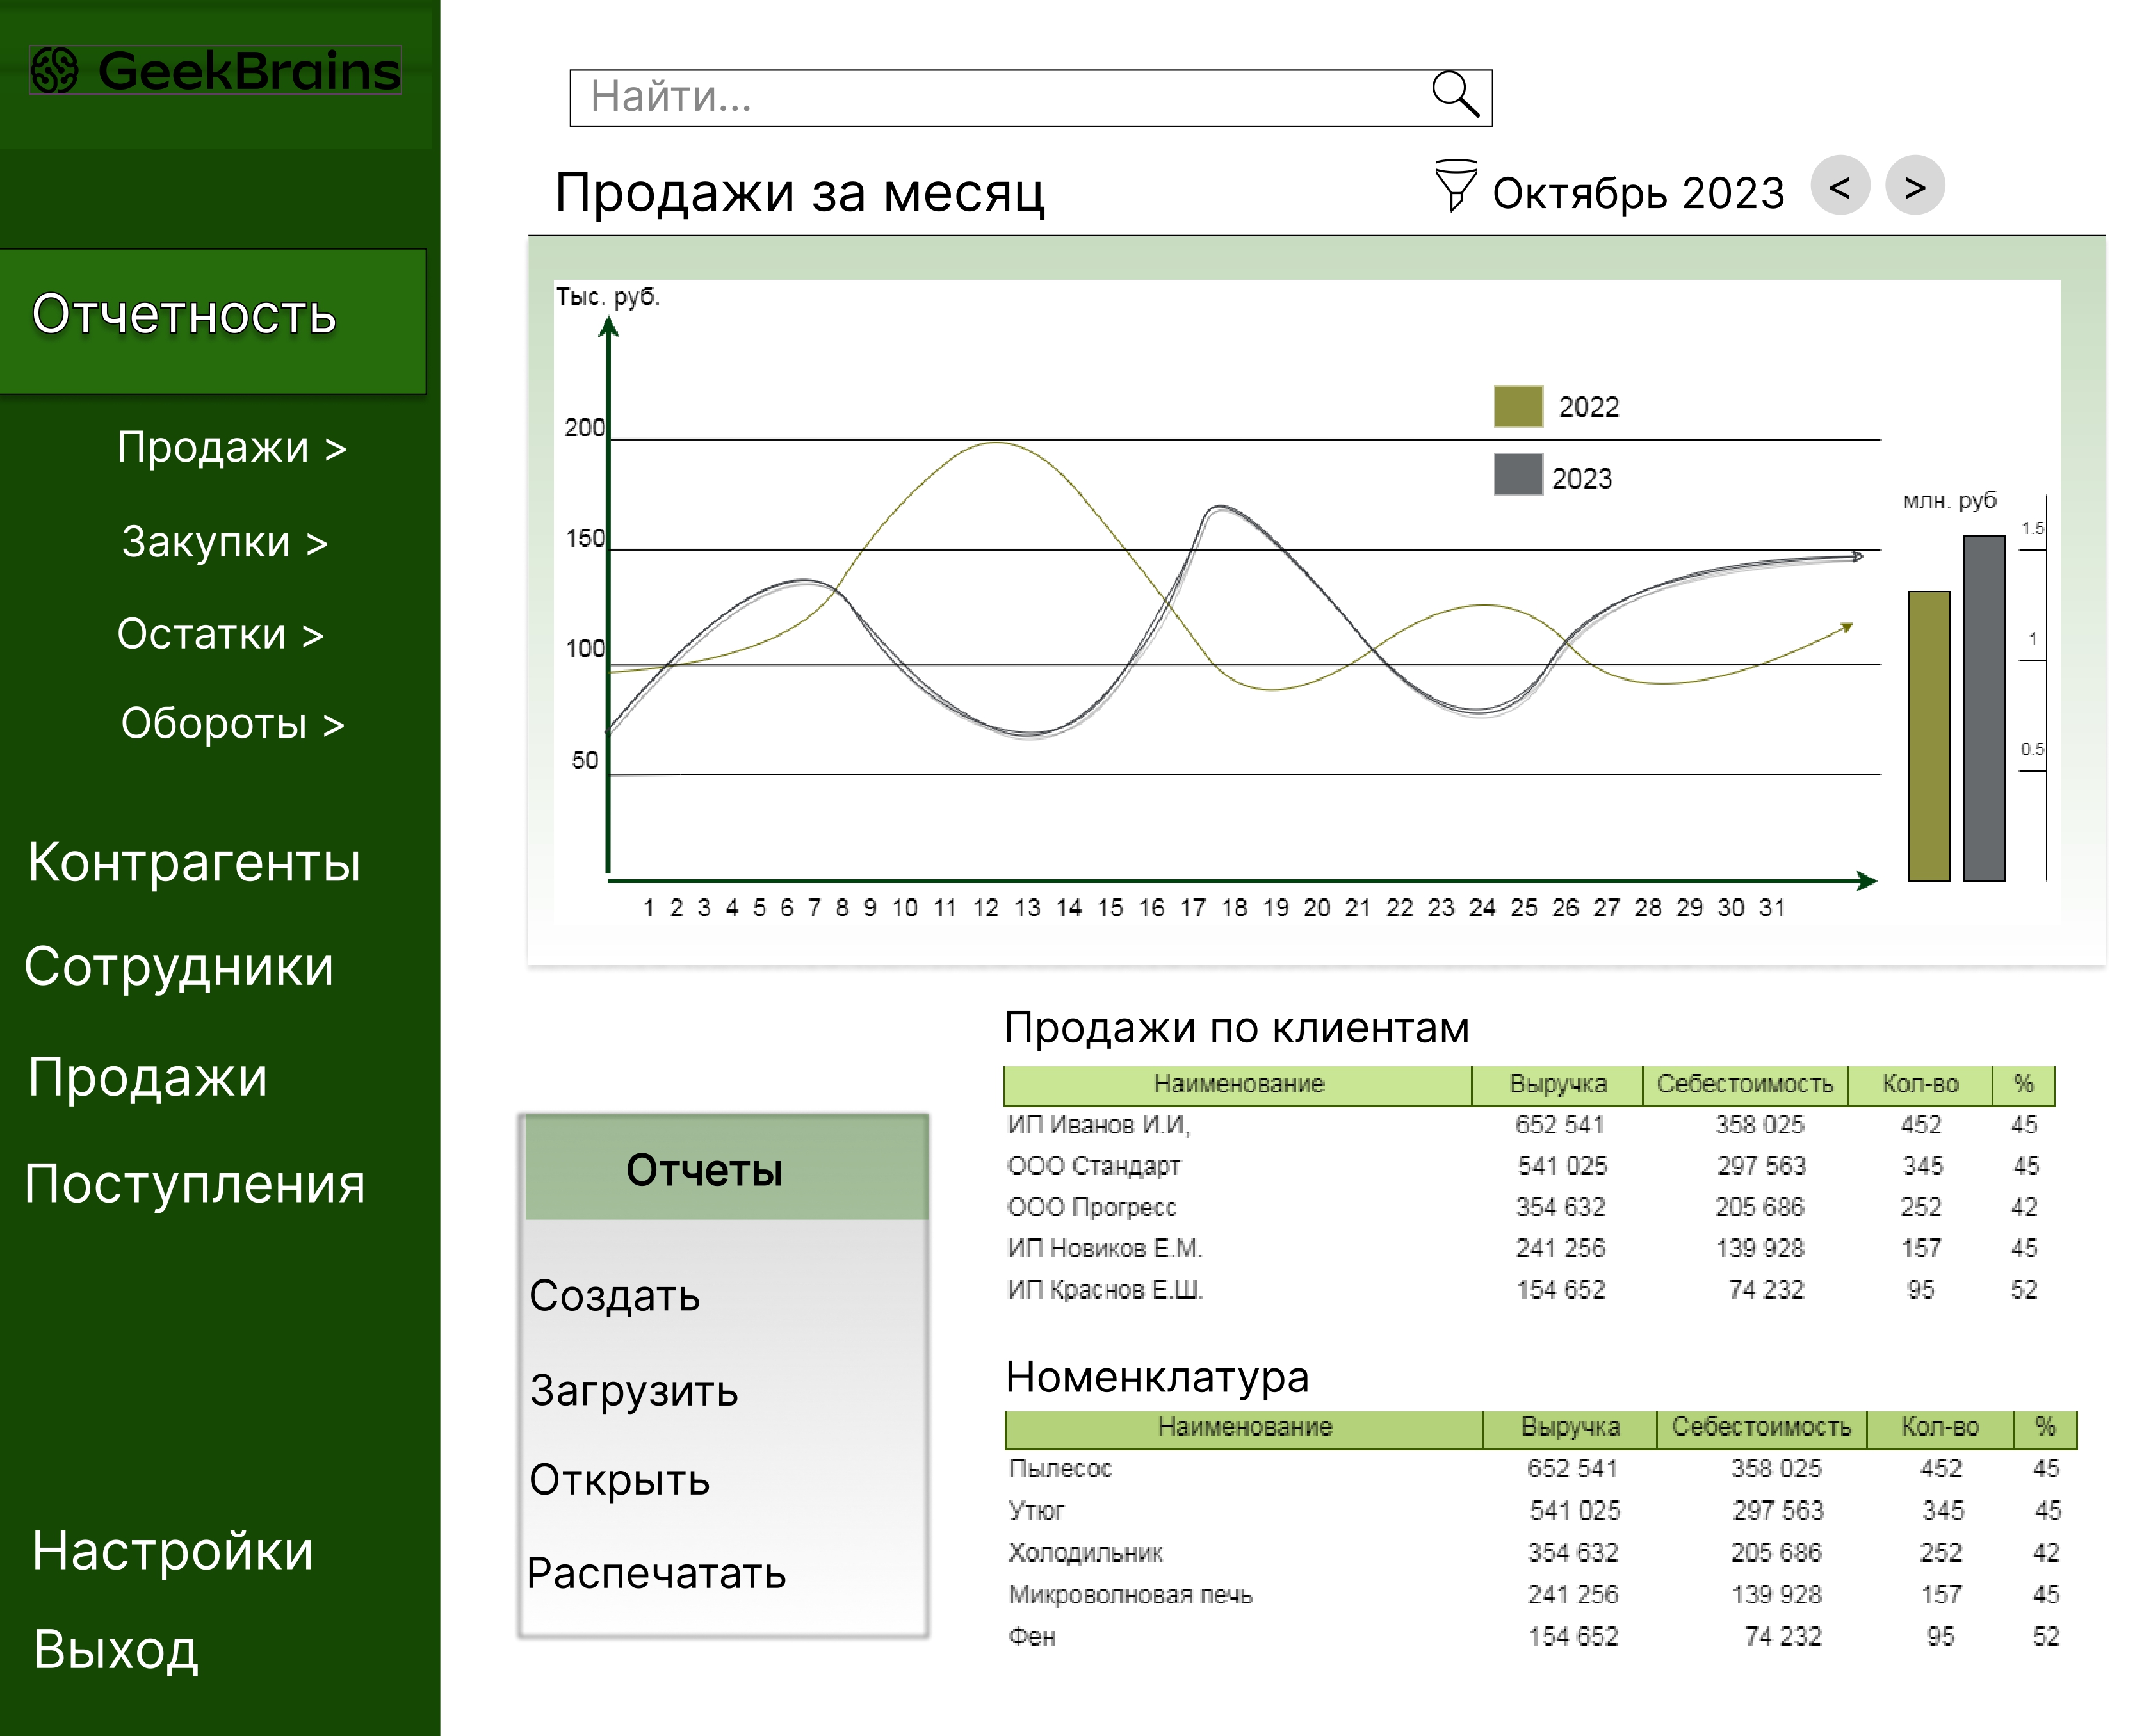 GeekBrains
Отчетность
Продажи >
Закупки >
Остатки >
Обороты >
Контрагенты
Сотрудники
Продажи
Поступления
Настройки
Выход
Найти...
Продажи за месяц
Октябрь 2023 < >
Тыс. руб.
200
150
100
50
2022
2023
1 2 3 4 5 6 7 8 9 10 11 12 13 14 15 16 17 18 19 20 21 22 23 24 25 26 27 28 29 30 31
млн. руб
1.5
1
0.5
Отчеты
Создать
Загрузить
Открыть
Распечатать
Продажи по клиентам
Наименование Выручка Себестоимость Кол-во %
ИП Иванов И.И, 652 541 358 025 452 45
ООО Стандарт 541 025 297 563 345 45
ООО Прогресс 354 632 205 686 252 42
ИП Новиков Е.М. 241 256 139 928 157 45
ИП Краснов Е.Ш. 154 652 74 232 95 52
Номенклатура
Наименование Выручка Себестоимость Кол-во %
Пылесос 652 541 358 025 452 45
Утюг 541 025 297 563 345 45
Холодильник 354 632 205 686 252 42
Микроволновая печь 241 256 139 928 157 45
Фен 154 652 74 232 95 52